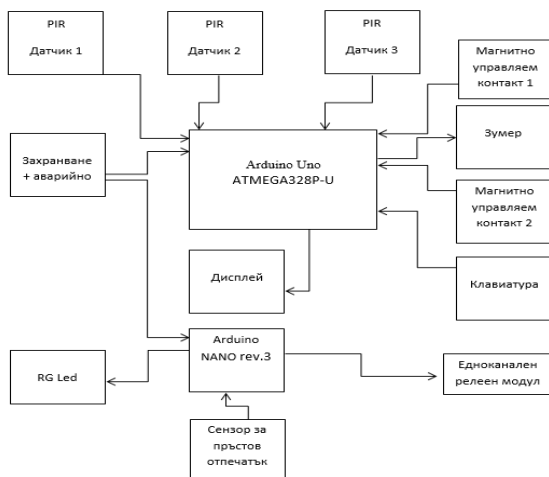 PIR
Датчик 1
PIR
Датчик 2
PIR
Датчик 3
Магнитно
управляем
контакт 1
Захранване
+ аварийно
Arduino Uno
ATMEGA328P-U
Зумер
Магнитно
управляем
контакт 2
Дисплей
Клавиатура
Arduino
NANO rev.3
RG Led
Едноканален
релеен модул
Сензор за
пръстов
отпечатък